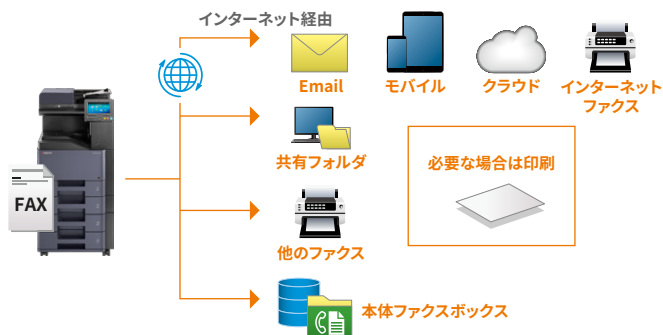 インターネット経由
Email
モバイル
クラウド
インターネット
ファクス
FAX
共有フォルダ
必要な場合は印刷
他のファクス
本体ファクスボックス